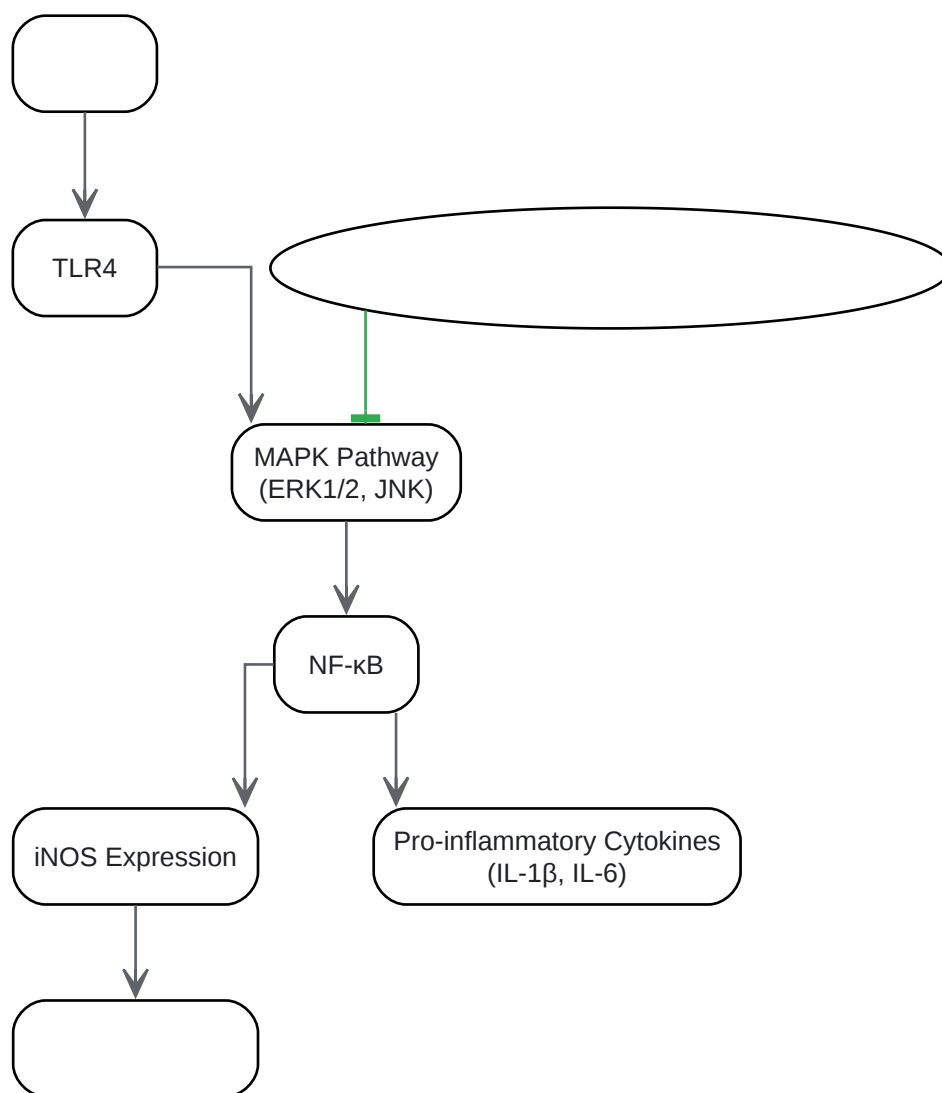 TLR4
MAPK Pathway
(ERK1/2, JNK)
NF-κB
iNOS Expression
Pro-inflammatory Cytokines
(IL-1β, IL-6)